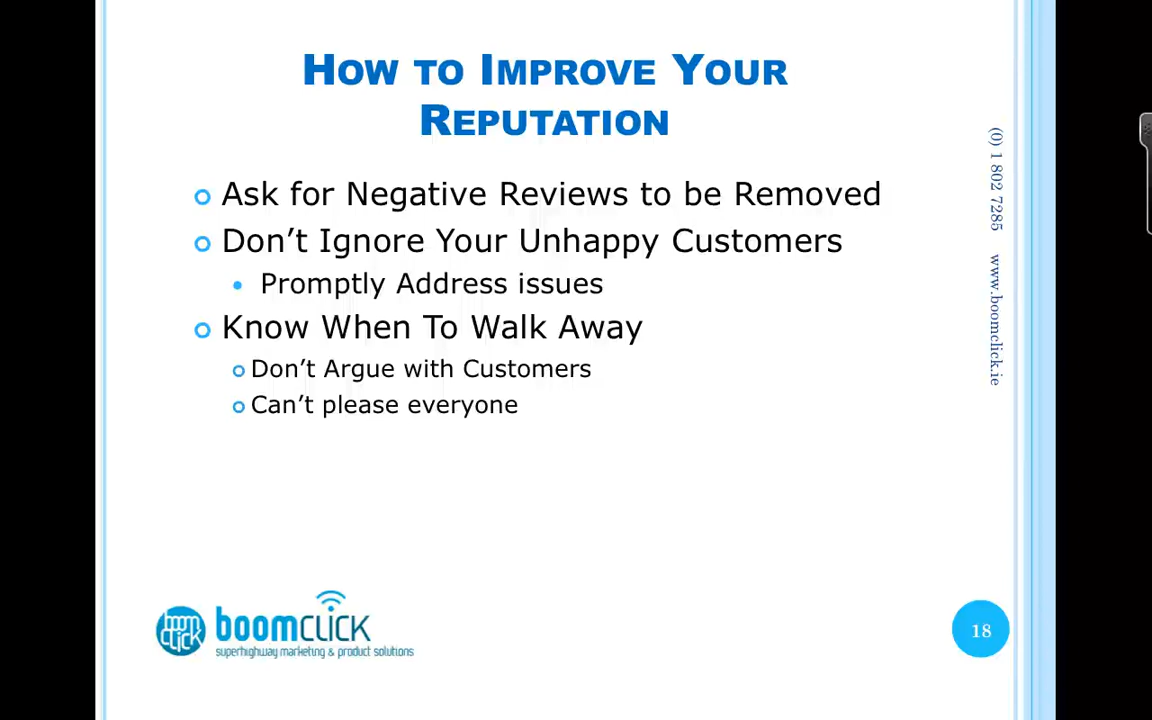 HOW TO IMPROVE YOUR
REPUTATION
Ask for Negative Reviews to be Removed
Don't Ignore Your Unhappy Customers
Promptly Address issues
Know When To Walk Away
Don't Argue with Customers
Can't please everyone
(0) 1 802 7285 www.boomclick.ie
boom
CLICK
boomCLICK
superhighway marketing & product solutions
18